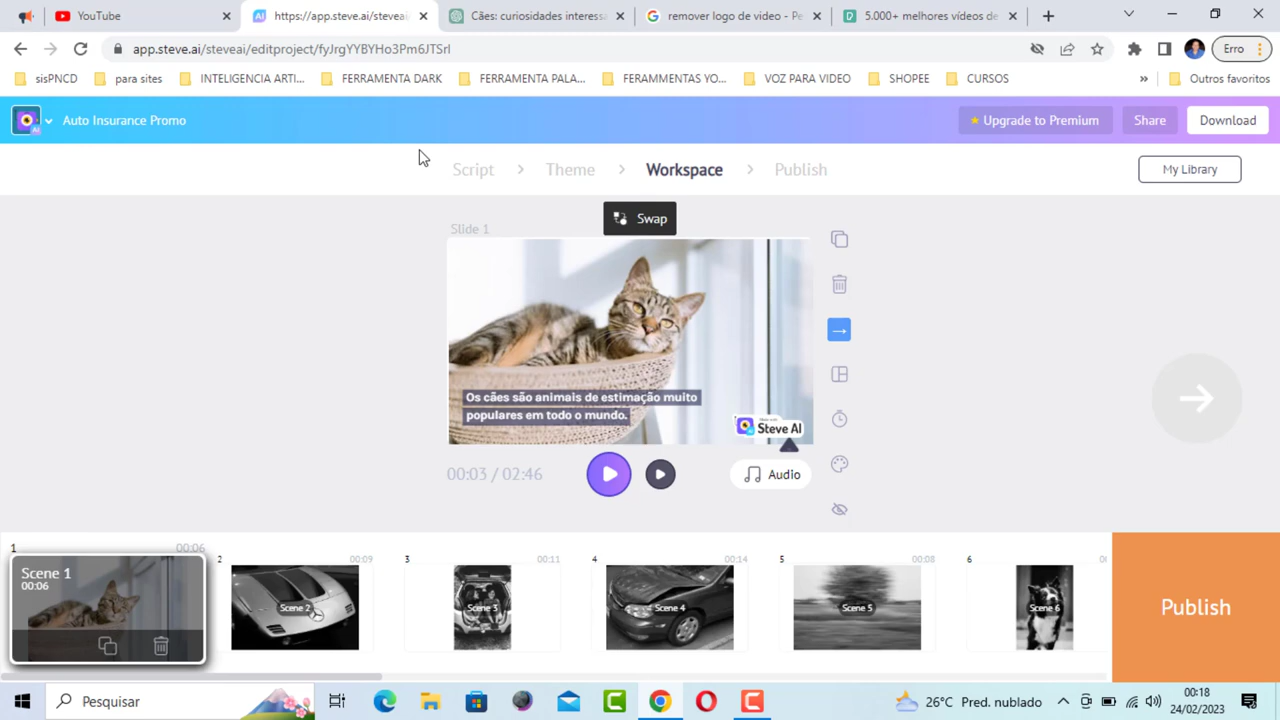 YouTube
https://app.steve.ai/steveai
Cães: curiosidades interessa
remover logo de video - Pe
5.000+ melhores vídeos de
app.steve.ai/steveai/editproject/fyJrgYYBYHo3Pm6JTSrl
Erro
sisPNCD
para sites
INTELIGENCIA ARTI...
FERRAMENTA DARK
FERRAMENTA PALA...
FERAMMENTAS YO...
VOZ PARA VIDEO
SHOPEE
CURSOS
»
Outros favoritos
AI
Auto Insurance Promo
Upgrade to Premium
Share
Download
Script
Theme
Workspace
Publish
My Library
Swap
Slide 1
Os cães são animais de estimação muito
populares em todo o mundo.
Steve AI
00:03 / 02:46
Audio
1
00:06
Scene 1
00:06
2
00:09
Scene 2
3
00:11
Scene 3
4
00:14
Scene 4
5
00:08
Scene 5
6
Scene 6
Publish
Pesquisar
26°C Pred. nublado
00:18
24/02/2023